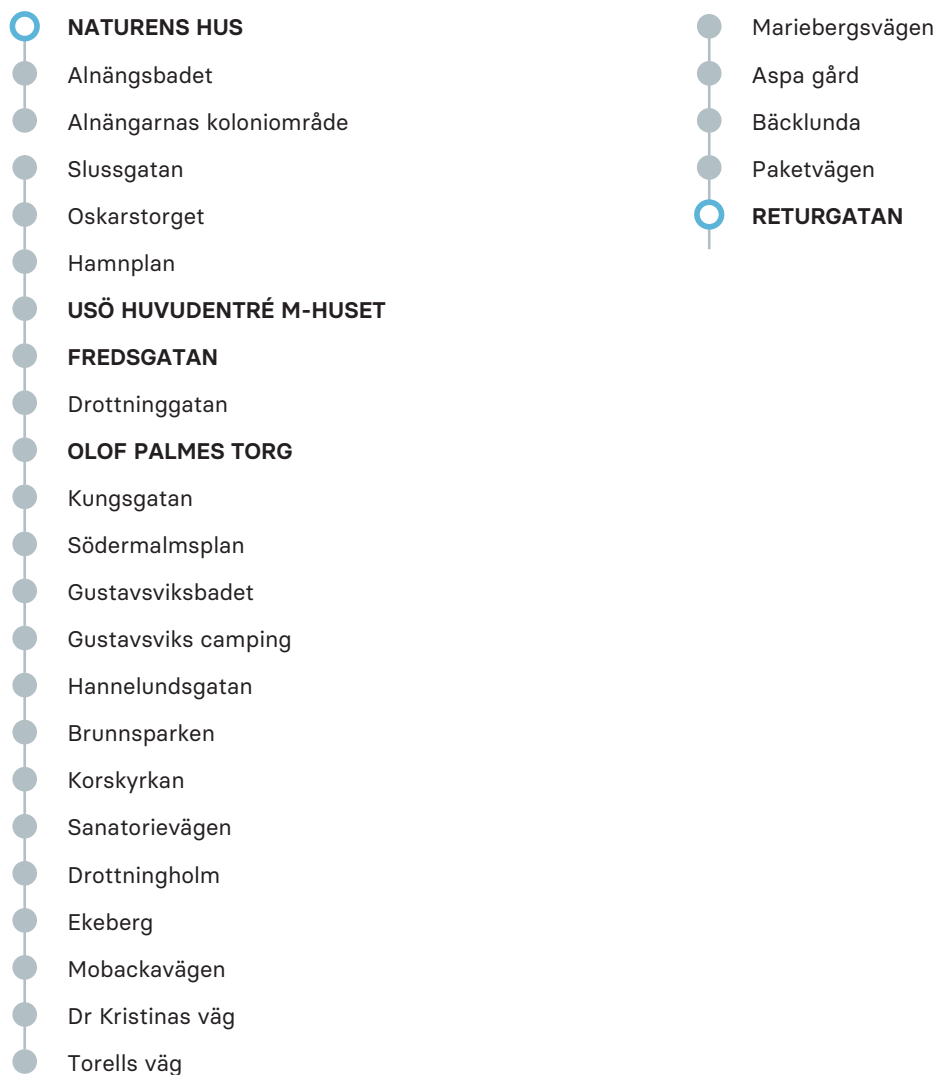 NATURENS HUS
Alnängsbadet
Alnängarnas koloniområde
Slussgatan
Oskarstorget
Hamnplan
USÖ HUVUDENTRÉ M-HUSET
FREDSGATAN
Drottninggatan
OLOF PALMES TORG
Kungsgatan
Södermalmsplan
Gustavsviksbadet
Gustavsviks camping
Hannelundsgatan
Brunnsparken
Korskyrkan
Sanatorievägen
Drottningholm
Ekeberg
Mobackavägen
Dr Kristinas väg
Torells väg
Mariebergsvägen
Aspa gård
Bäcklunda
Paketvägen
RETURGATAN